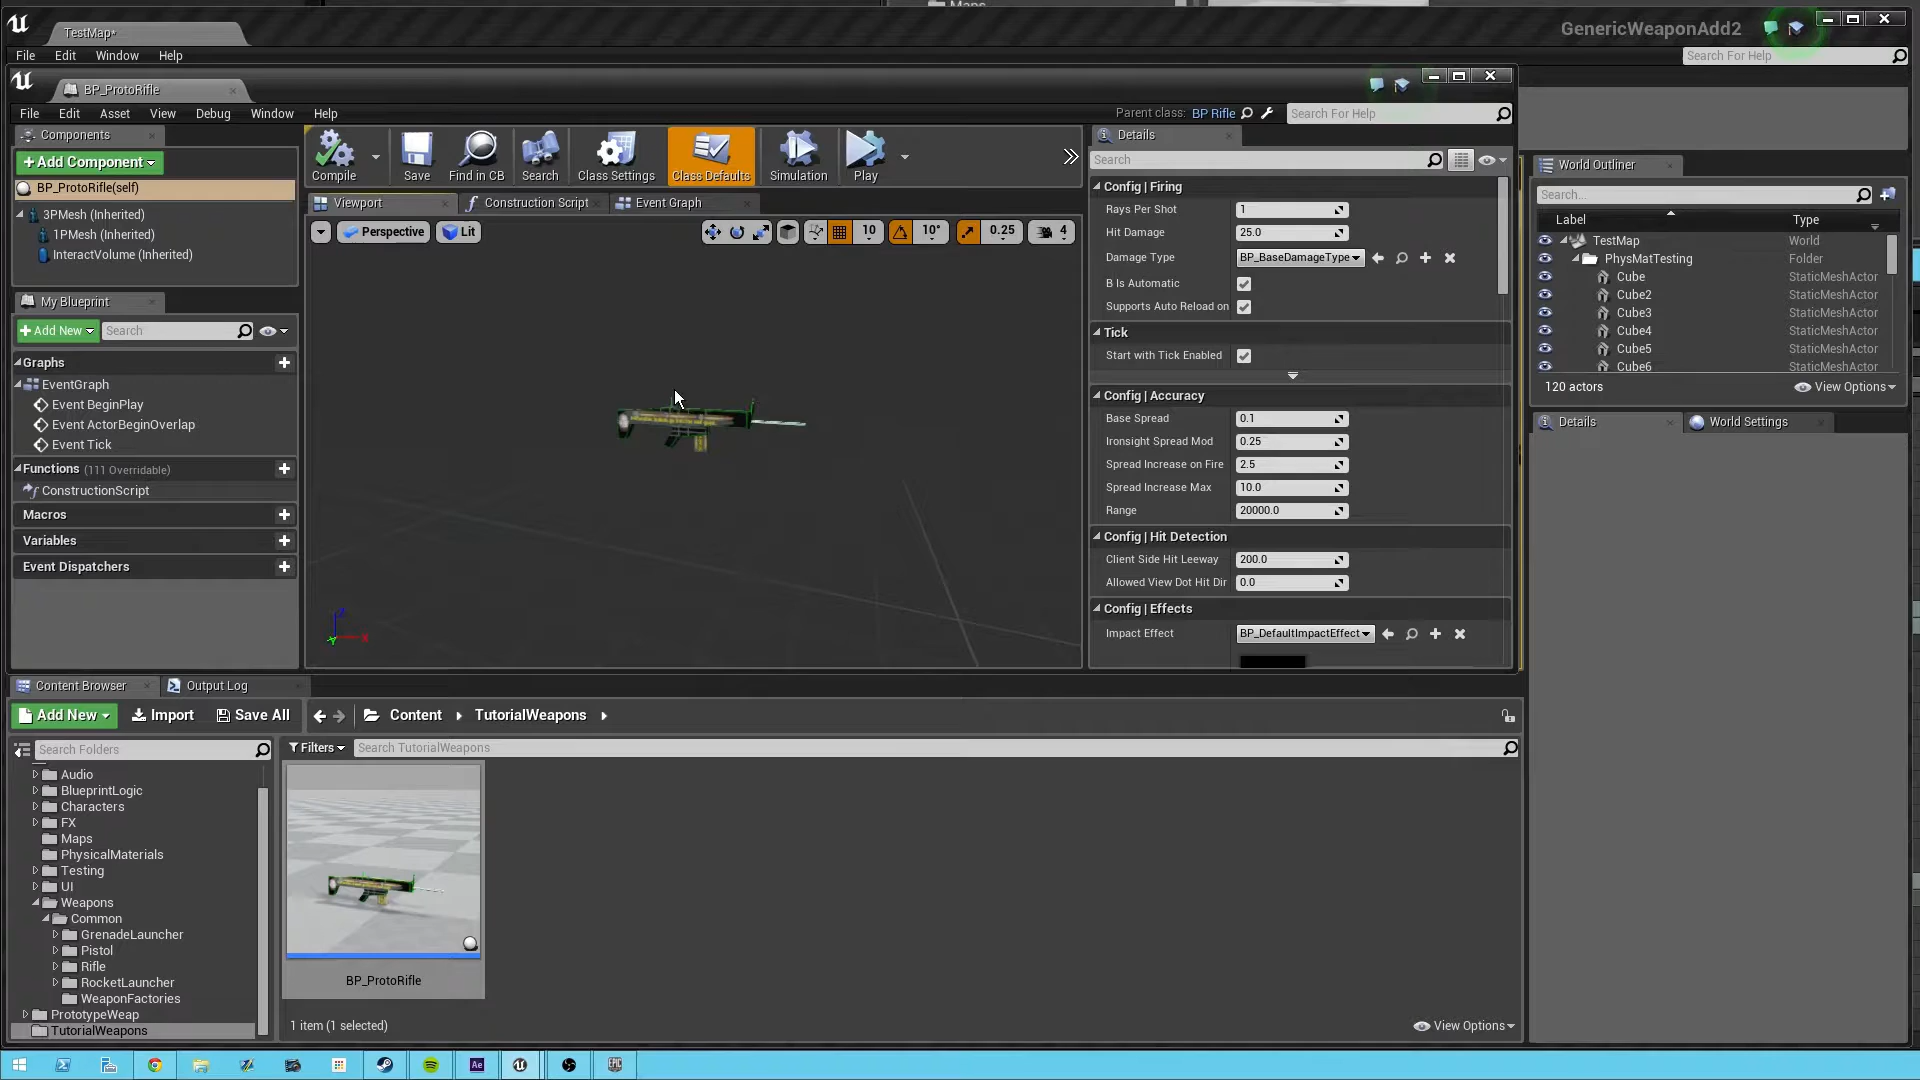 Maps
TestMap*
GenericWeaponAdd2
File Edit Window Help
Search For Help
BP_ProtoRifle
File Edit Asset View Debug Window Help
Parent class: BP Rifle
Search For Help
Components
Add Component
BP_ProtoRifle(self)
3PMesh (Inherited)
1PMesh (Inherited)
InteractVolume (Inherited)
My Blueprint
Add New
Search
Graphs
EventGraph
Event BeginPlay
Event ActorBeginOverlap
Event Tick
Functions (111 Overridable)
ConstructionScript
Macros
Variables
Event Dispatchers
Compile
Save
Find in CB
Search
Class Settings
Class Defaults
Simulation
Play
Viewport
Construction Script
Event Graph
Perspective
Lit
10
10°
0.25
4
Details
Search
Config | Firing
Rays Per Shot 1
Hit Damage 25.0
Damage Type BP_BaseDamageType
B Is Automatic
Supports Auto Reload on
Tick
Start with Tick Enabled
Config | Accuracy
Base Spread 0.1
Ironsight Spread Mod 0.25
Spread Increase on Fire 2.5
Spread Increase Max 10.0
Range 20000.0
Config | Hit Detection
Client Side Hit Leeway 200.0
Allowed View Dot Hit Dir 0.0
Config | Effects
Impact Effect BP_DefaultImpactEffect
World Outliner
Search...
Label Type
TestMap World
PhysMatTesting Folder
Cube StaticMeshActor
Cube2 StaticMeshActor
Cube3 StaticMeshActor
Cube4 StaticMeshActor
Cube5 StaticMeshActor
Cube6 StaticMeshActor
120 actors
View Options
Details
World Settings
Content Browser
Output Log
Add New
Import
Save All
Content
TutorialWeapons
Search Folders
Filters
Search TutorialWeapons
Audio
BlueprintLogic
Characters
FX
Maps
PhysicalMaterials
Testing
UI
Weapons
Common
GrenadeLauncher
Pistol
Rifle
RocketLauncher
WeaponFactories
PrototypeWeap
TutorialWeapons
BP_ProtoRifle
1 item (1 selected)
View Options
Ae